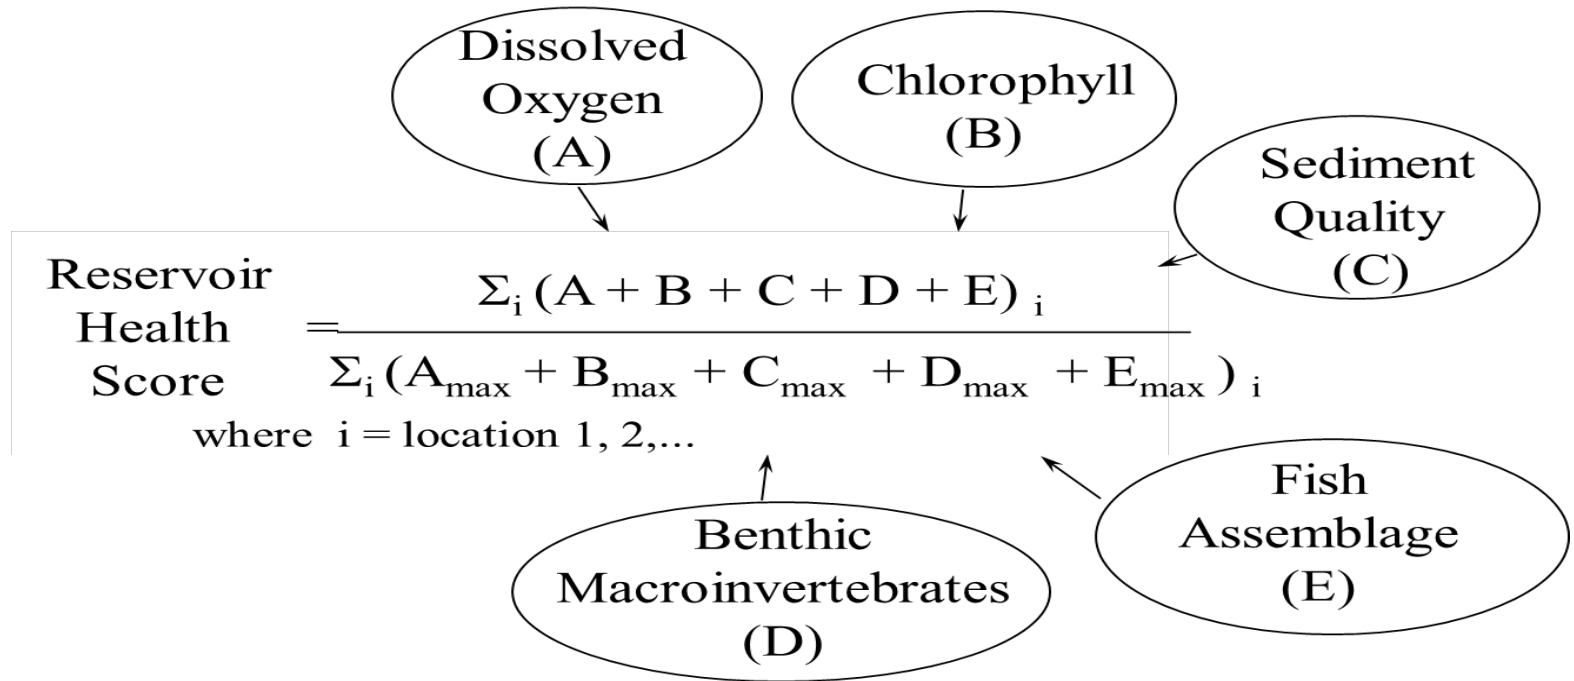 Dissolved
Oxygen
(A)
Chlorophyll
(B)
Sediment
Quality
(C)
Reservoir
Health
Score
=
Σi (A + B + C + D + E) i
Σi (Amax + Bmax + Cmax + Dmax + Emax ) i
where i = location 1, 2,...
Benthic
Macroinvertebrates
(D)
Fish
Assemblage
(E)